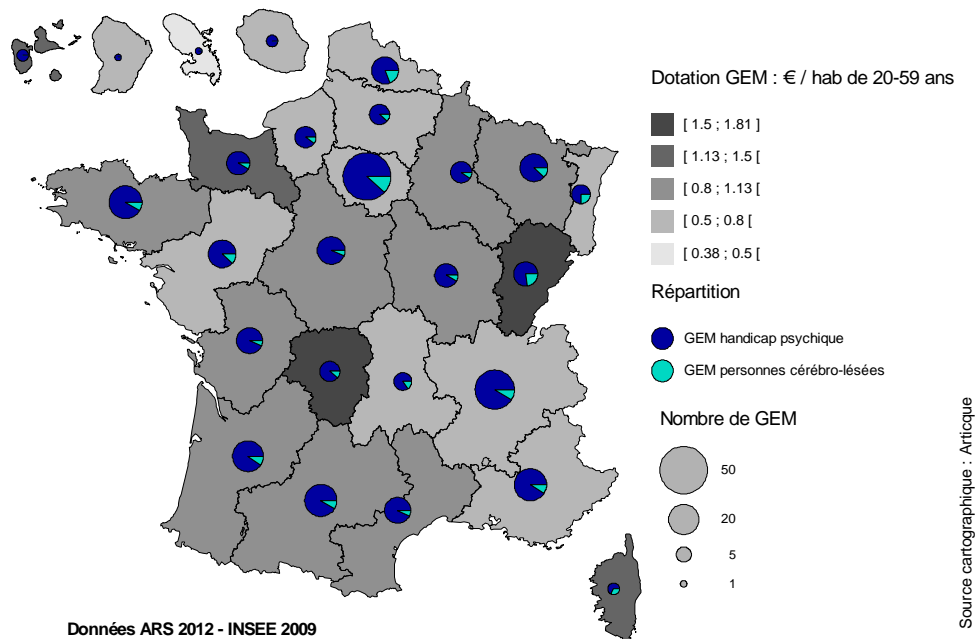 Dotation GEM : € / hab de 20-59 ans
[ 1.5 ; 1.81 ]
[ 1.13 ; 1.5 [
[ 0.8 ; 1.13 [
[ 0.5 ; 0.8 [
[ 0.38 ; 0.5 [
Répartition
GEM handicap psychique
GEM personnes cérébro-lésées
Nombre de GEM
50
20
5
1
Source cartographique : Articque
Données ARS 2012 - INSEE 2009